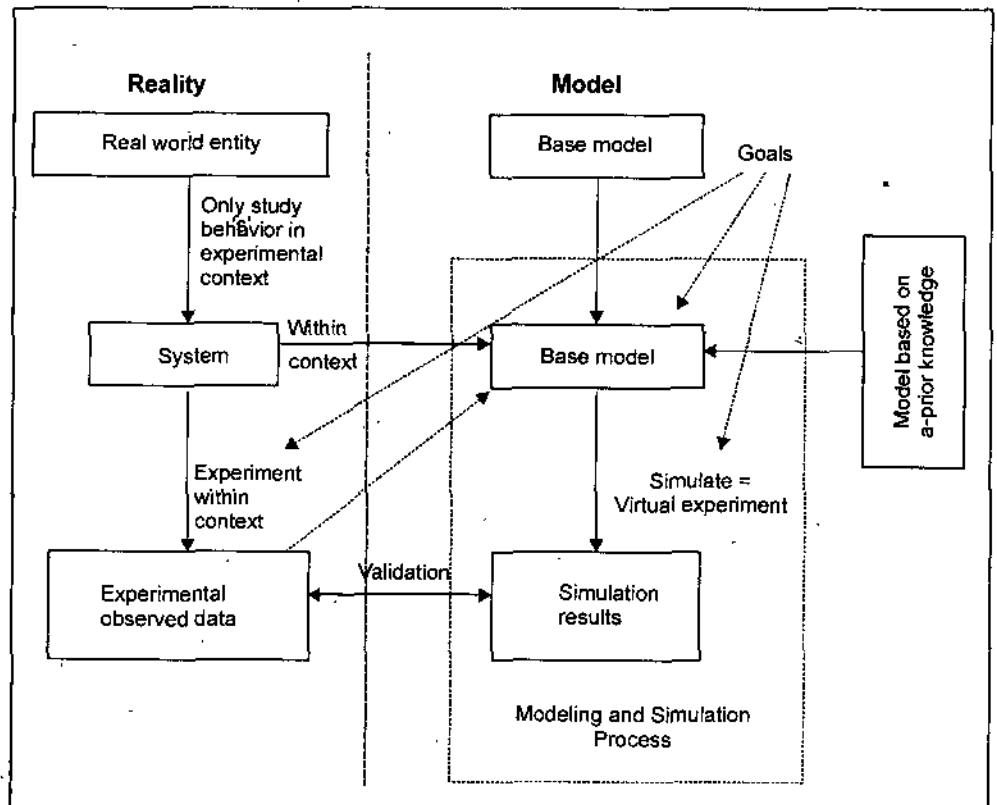 Reality
Model
Real world entity
Base model
Goals
Only study
behavior in
experimental
context
System
Within
context
Base model
Model based on
a-prior knowledge
Experiment
within
context
Simulate =
Virtual experiment
Experimental
observed data
Validation
Simulation
results
Modeling and Simulation
Process